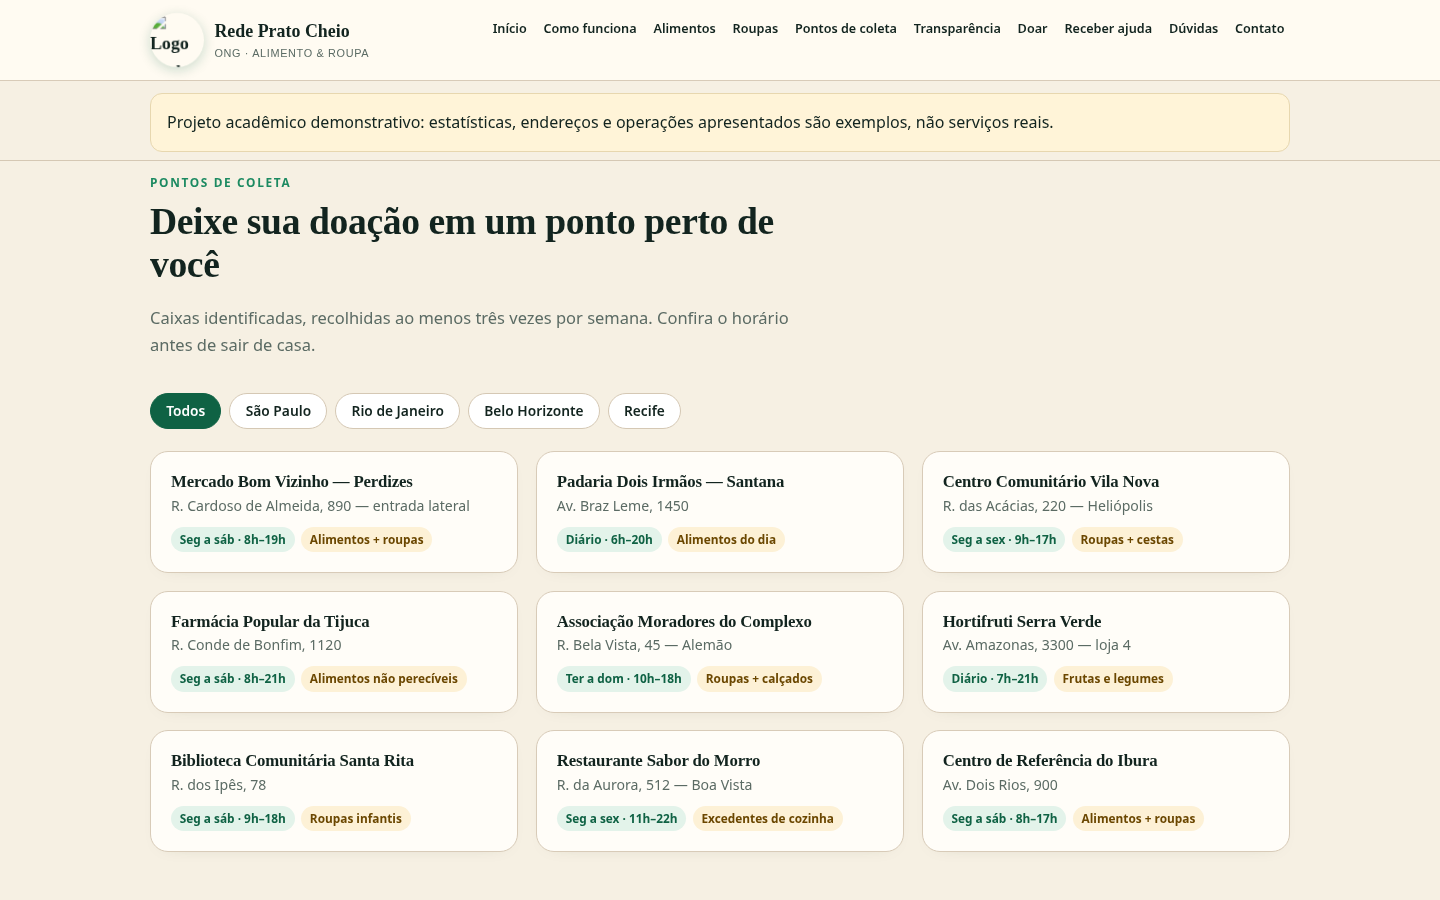 Logo
Rede Prato Cheio
ONG · ALIMENTO & ROUPA
Início Como funciona Alimentos Roupas Pontos de coleta Transparência Doar Receber ajuda Dúvidas Contato
Projeto acadêmico demonstrativo: estatísticas, endereços e operações apresentados são exemplos, não serviços reais.
PONTOS DE COLETA
Deixe sua doação em um ponto perto de
você
Caixas identificadas, recolhidas ao menos três vezes por semana. Confira o horário
antes de sair de casa.
Todos São Paulo Rio de Janeiro Belo Horizonte Recife
Mercado Bom Vizinho — Perdizes
R. Cardoso de Almeida, 890 — entrada lateral
Seg a sáb · 8h–19h Alimentos + roupas
Padaria Dois Irmãos — Santana
Av. Braz Leme, 1450
Diário · 6h–20h Alimentos do dia
Centro Comunitário Vila Nova
R. das Acácias, 220 — Heliópolis
Seg a sex · 9h–17h Roupas + cestas
Farmácia Popular da Tijuca
R. Conde de Bonfim, 1120
Seg a sáb · 8h–21h Alimentos não perecíveis
Associação Moradores do Complexo
R. Bela Vista, 45 — Alemão
Ter a dom · 10h–18h Roupas + calçados
Hortifruti Serra Verde
Av. Amazonas, 3300 — loja 4
Diário · 7h–21h Frutas e legumes
Biblioteca Comunitária Santa Rita
R. dos Ipês, 78
Seg a sáb · 9h–18h Roupas infantis
Restaurante Sabor do Morro
R. da Aurora, 512 — Boa Vista
Seg a sex · 11h–22h Excedentes de cozinha
Centro de Referência do Ibura
Av. Dois Rios, 900
Seg a sáb · 8h–17h Alimentos + roupas